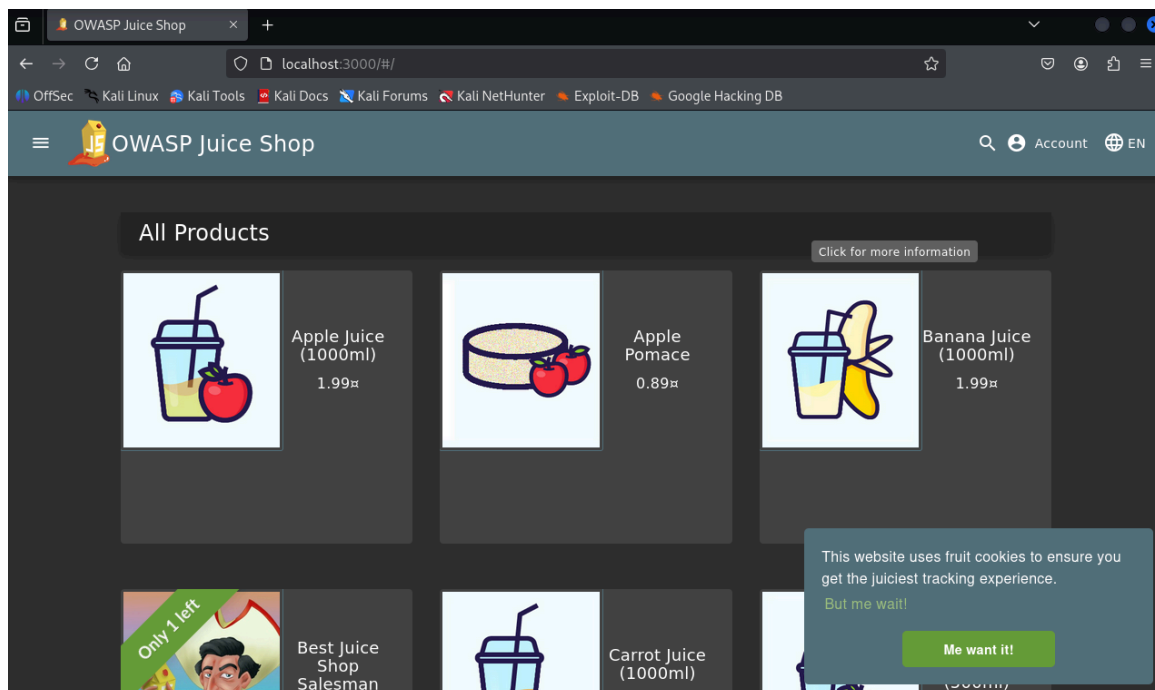 OWASP Juice Shop
localhost:3000/#/
OffSec Kali Linux Kali Tools Kali Docs Kali Forums Kali NetHunter Exploit-DB Google Hacking DB
JS OWASP Juice Shop Account EN
All Products
Click for more information
Apple Juice
(1000ml)
1.99¤
Apple
Pomace
0.89¤
Banana Juice
(1000ml)
1.99¤
Only 1 left
Best Juice
Shop
Salesman
Carrot Juice
(1000ml)
This website uses fruit cookies to ensure you
get the juiciest tracking experience.
But me wait!
Me want it!